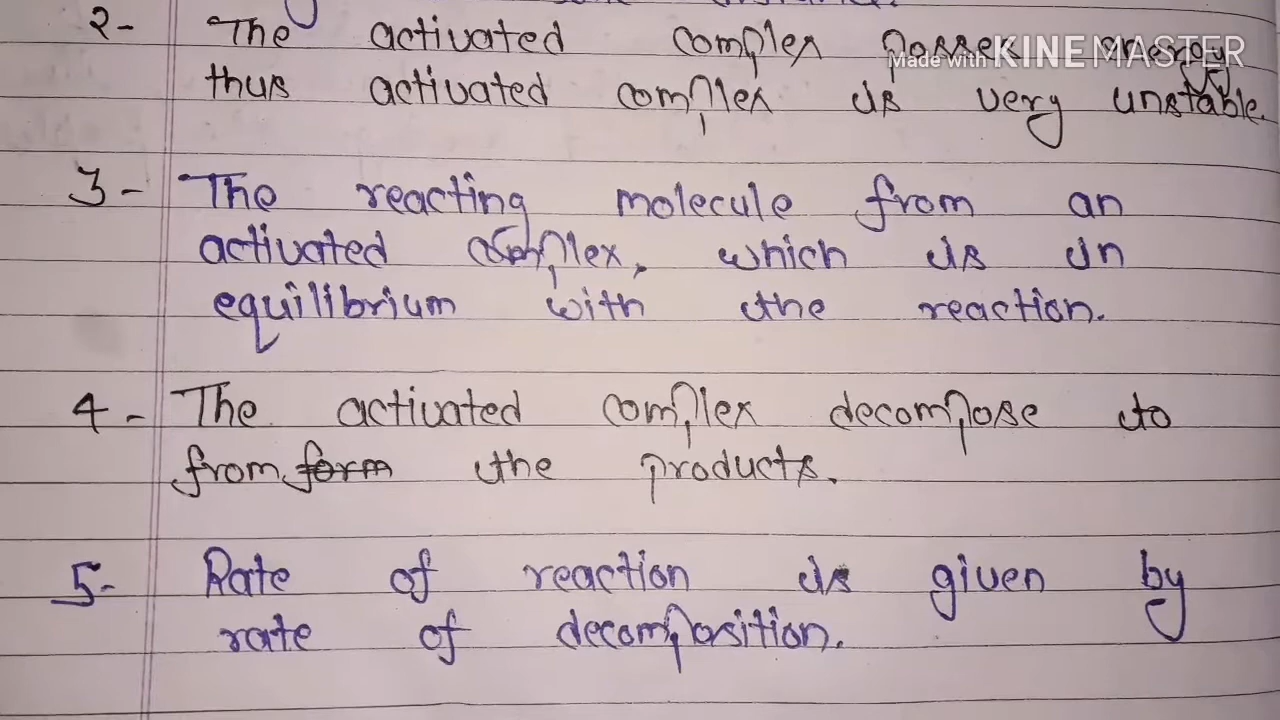 2- The activated complex posses energy
Made with KINEMASTER
thus activated complex is very unstable.
3- The reacting molecule from an
activated complex, which is in
equilibrium with the reaction.
4- The activated complex decompose to
from form the products.
5- Rate of reaction is given by
rate of decomposition.